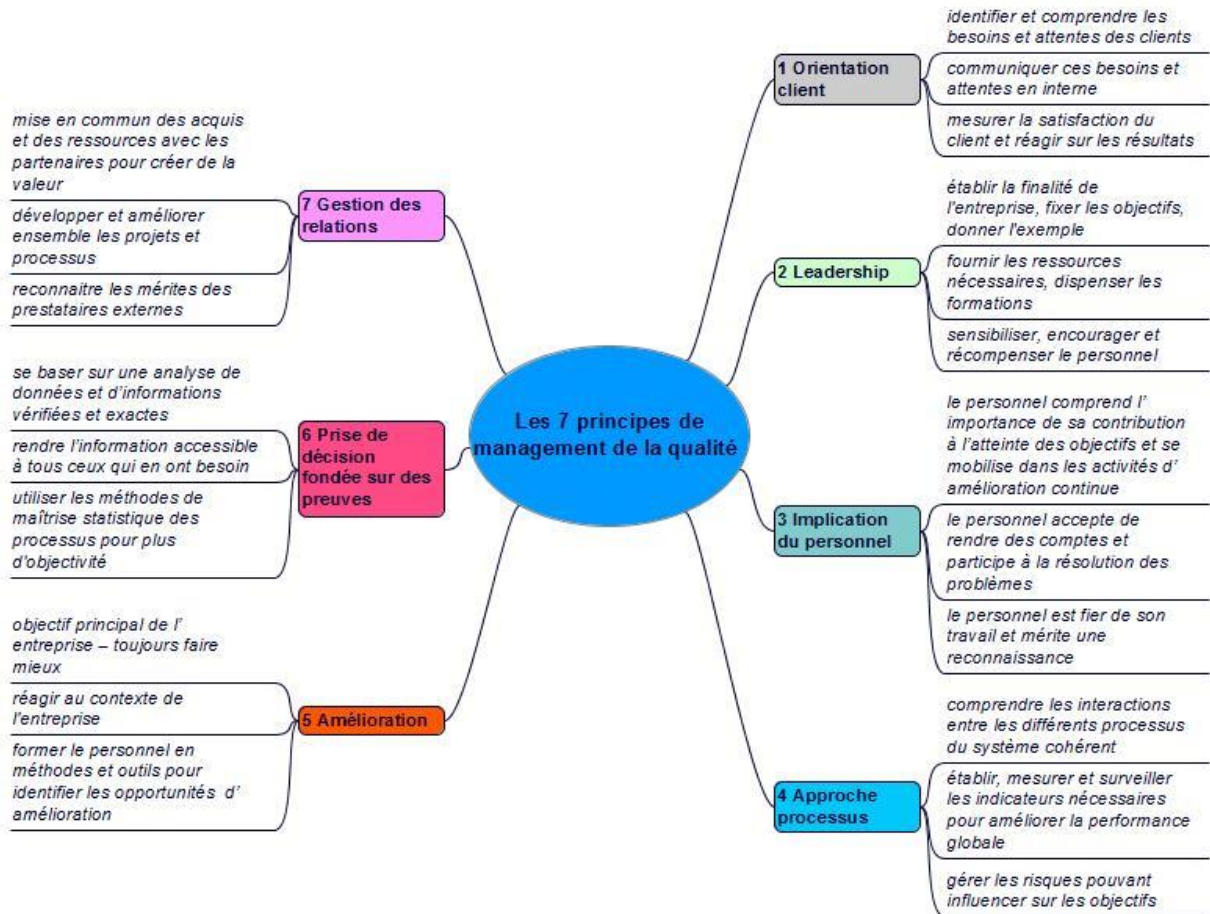 Les 7 principes de
management de la qualité
1 Orientation
client
identifier et comprendre les
besoins et attentes des clients
communiquer ces besoins et
attentes en interne
mesurer la satisfaction du
client et réagir sur les résultats
2 Leadership
établir la finalité de
l'entreprise, fixer les objectifs,
donner l'exemple
fournir les ressources
nécessaires, dispenser les
formations
sensibiliser, encourager et
récompenser le personnel
3 Implication
du personnel
le personnel comprend l’
importance de sa contribution
à l’atteinte des objectifs et se
mobilise dans les activités d’
amélioration continue
le personnel accepte de
rendre des comptes et
participe à la résolution des
problèmes
le personnel est fier de son
travail et mérite une
reconnaissance
4 Approche
processus
comprendre les interactions
entre les différents processus
du système cohérent
établir, mesurer et surveiller
les indicateurs nécessaires
pour améliorer la performance
globale
gérer les risques pouvant
influencer sur les objectifs
5 Amélioration
objectif principal de l’
entreprise – toujours faire
mieux
réagir au contexte de
l'entreprise
former le personnel en
méthodes et outils pour
identifier les opportunités d’
amélioration
6 Prise de
décision
fondée sur des
preuves
se baser sur une analyse de
données et d’informations
vérifiées et exactes
rendre l’information accessible
à tous ceux qui en ont besoin
utiliser les méthodes de
maîtrise statistique des
processus pour plus
d'objectivité
7 Gestion des
relations
mise en commun des acquis
et des ressources avec les
partenaires pour créer de la
valeur
développer et améliorer
ensemble les projets et
processus
reconnaitre les mérites des
prestataires externes